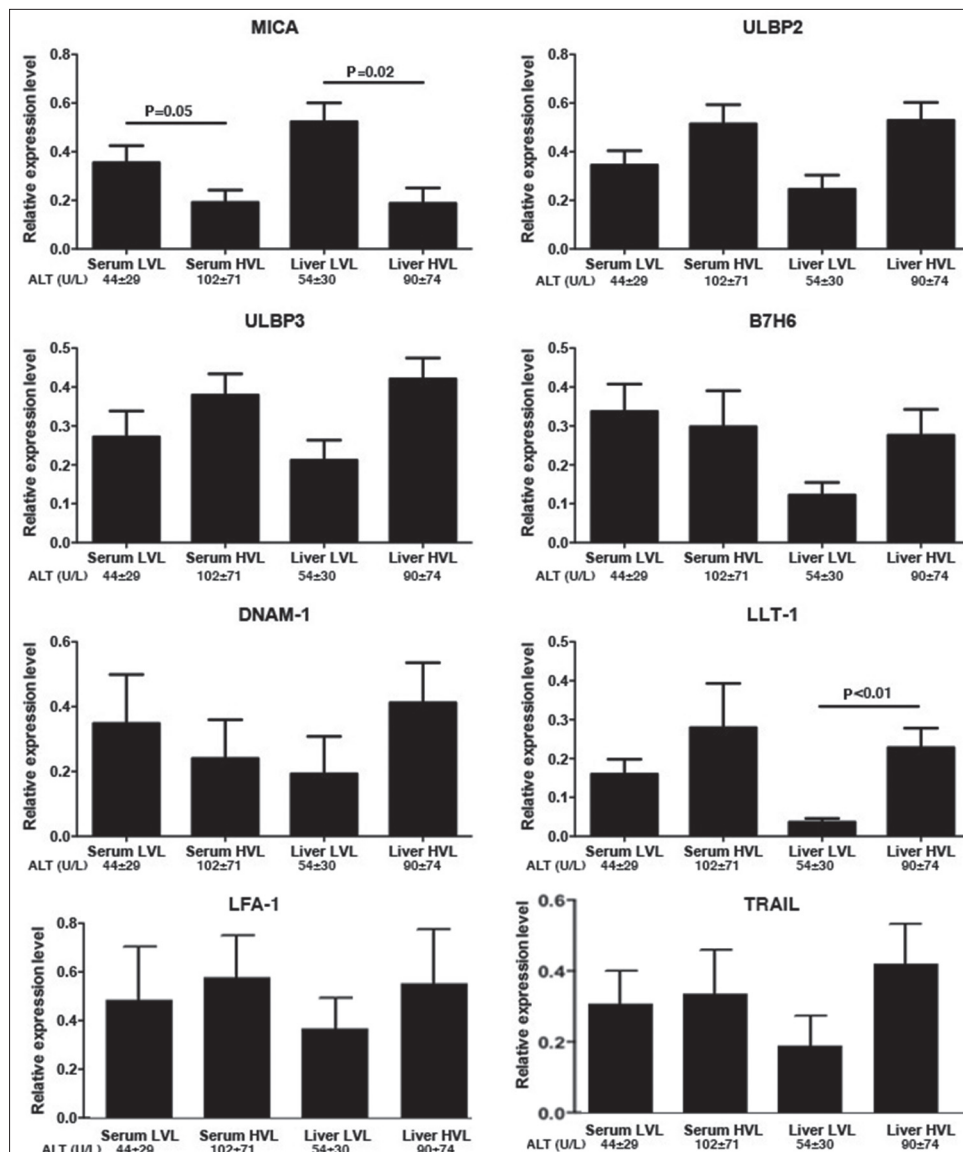 MICA
0.8
0.6
0.4
0.2
0.0
Relative expression level
P=0.05
P=0.02
Serum LVL Serum HVL Liver LVL Liver HVL
ALT (U/L) 44±29 102±71 54±30 90±74
ULBP2
0.8
0.6
0.4
0.2
0.0
Relative expression level
Serum LVL Serum HVL Liver LVL Liver HVL
ALT (U/L) 44±29 102±71 54±30 90±74
ULBP3
0.5
0.4
0.3
0.2
0.1
0.0
Relative expression level
Serum LVL Serum HVL Liver LVL Liver HVL
ALT (U/L) 44±29 102±71 54±30 90±74
B7H6
0.5
0.4
0.3
0.2
0.1
0.0
Relative expression level
Serum LVL Serum HVL Liver LVL Liver HVL
ALT (U/L) 44±29 102±71 54±30 90±74
DNAM-1
0.6
0.4
0.2
0.0
Relative expression level
Serum LVL Serum HVL Liver LVL Liver HVL
ALT (U/L) 44±29 102±71 54±30 90±74
LLT-1
0.5
0.4
0.3
0.2
0.1
0.0
Relative expression level
P<0.01
Serum LVL Serum HVL Liver LVL Liver HVL
ALT (U/L) 44±29 102±71 54±30 90±74
LFA-1
0.8
0.6
0.4
0.2
0.0
Relative expression level
Serum LVL Serum HVL Liver LVL Liver HVL
ALT (U/L) 44±29 102±71 54±30 90±74
TRAIL
0.6
0.4
0.2
0.0
Relative expression level
Serum LVL Serum HVL Liver LVL Liver HVL
ALT (U/L) 44±29 102±71 54±30 90±74